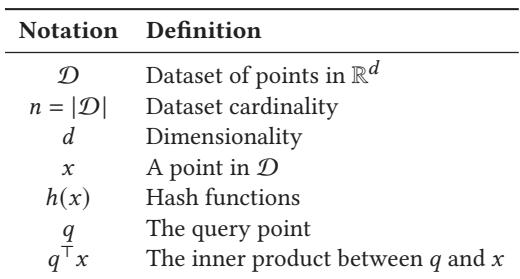 Notation Definition
𝒟 Dataset of points in ℝᵈ
n = |𝒟| Dataset cardinality
d Dimensionality
x A point in 𝒟
h(x) Hash functions
q The query point
q⊤x The inner product between q and x